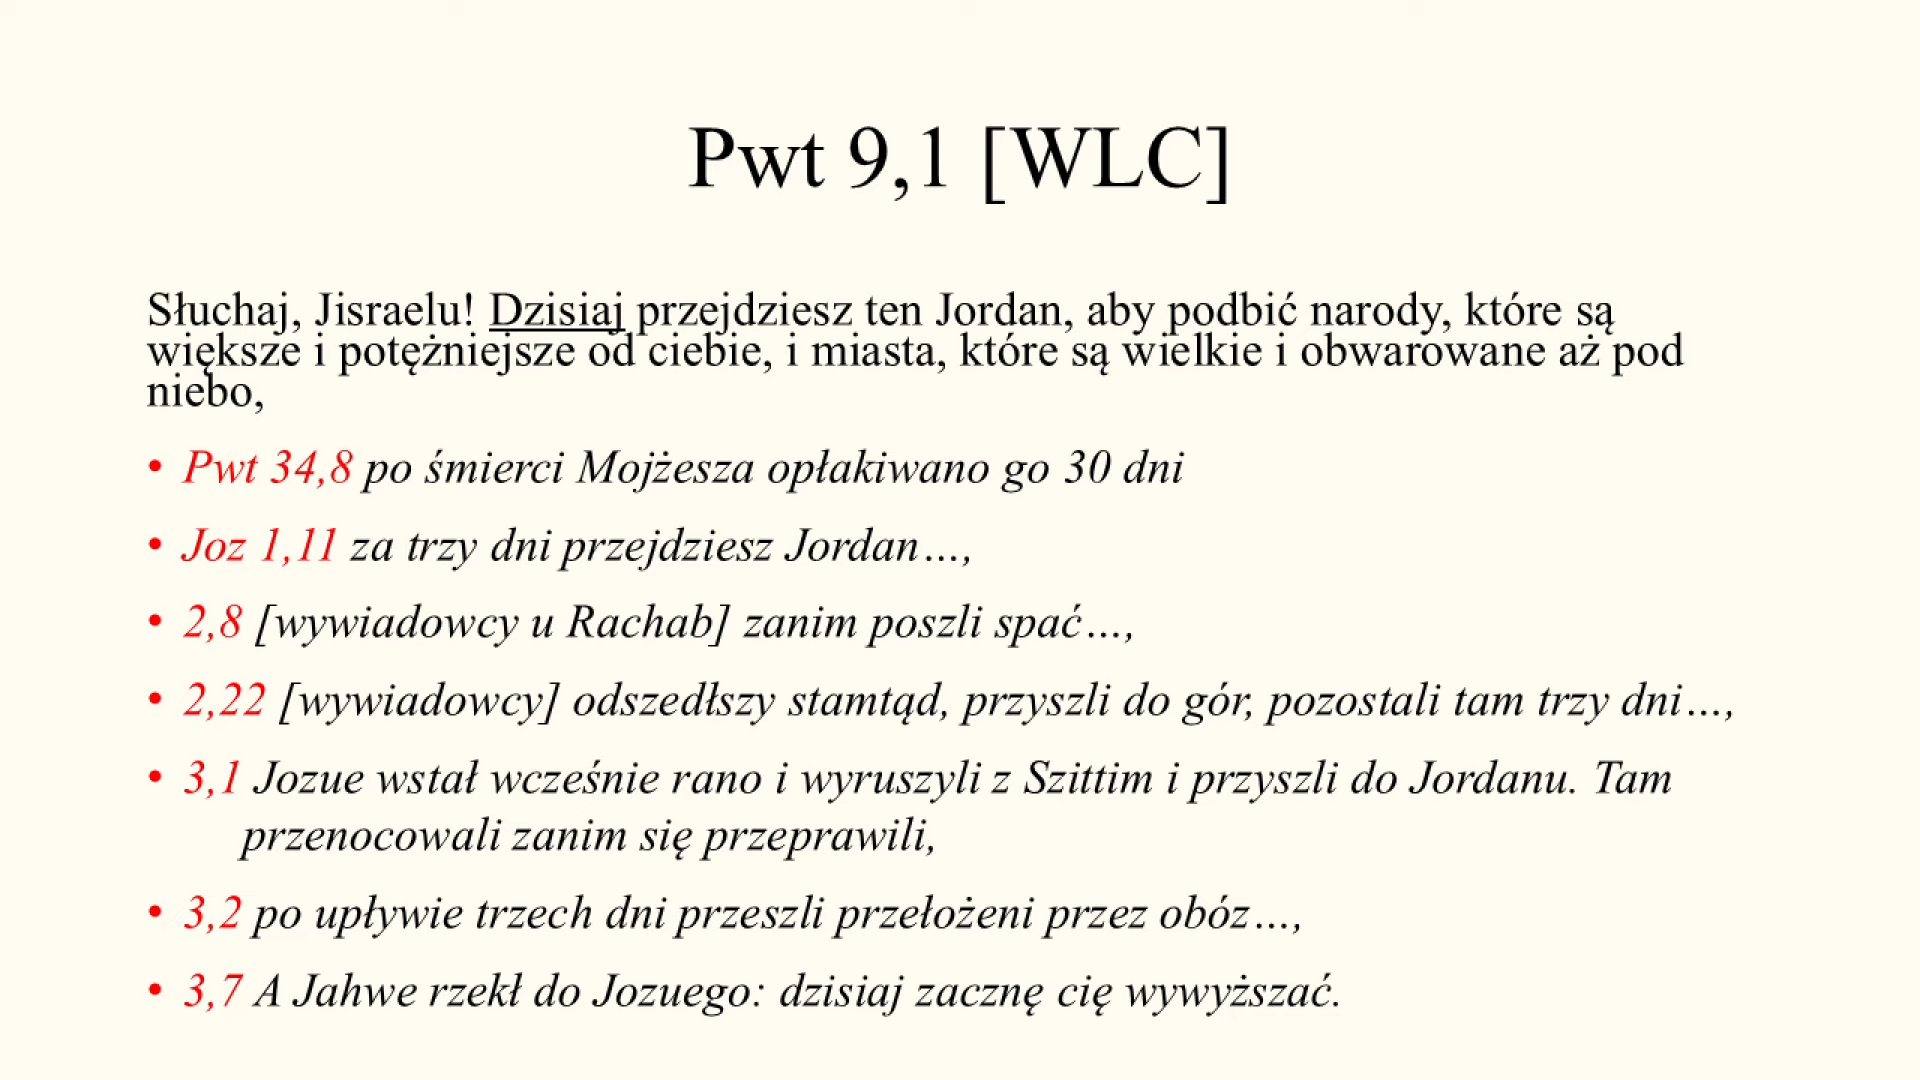 Pwt 9,1 [WLC]
Słuchaj, Jisraelu! Dzisiaj przejdziesz ten Jordan, aby podbić narody, które są
większe i potężniejsze od ciebie, i miasta, które są wielkie i obwarowane aż pod
niebo,
• Pwt 34,8 po śmierci Mojżesza opłakiwano go 30 dni
• Joz 1,11 za trzy dni przejdziesz Jordan…,
• 2,8 [wywiadowcy u Rachab] zanim poszli spać…,
• 2,22 [wywiadowcy] odszedłszy stamtąd, przyszli do gór, pozostali tam trzy dni…,
• 3,1 Jozue wstał wcześnie rano i wyruszyli z Szittim i przyszli do Jordanu. Tam
przenocowali zanim się przeprawili,
• 3,2 po upływie trzech dni przeszli przełożeni przez obóz…,
• 3,7 A Jahwe rzekł do Jozuego: dzisiaj zacznę cię wywyższać.